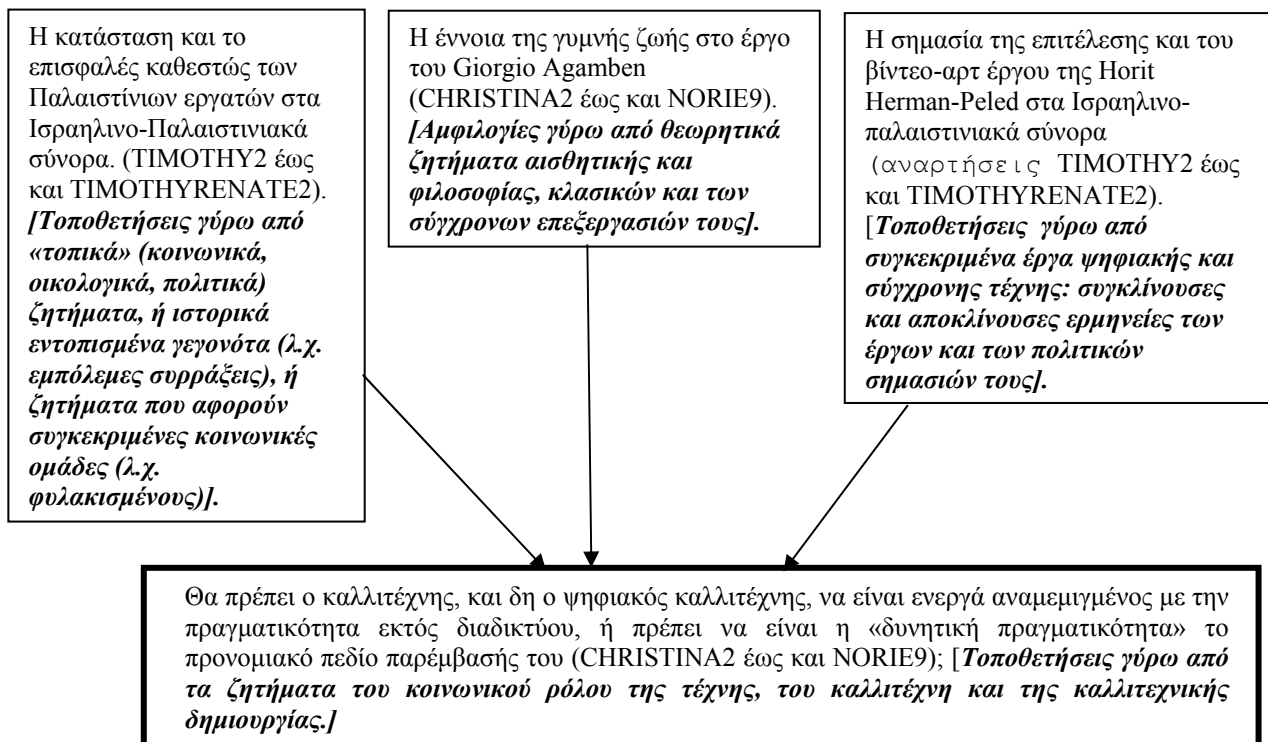 Η κατάσταση και το
επισφαλές καθεστώς των
Παλαιστίνιων εργατών στα
Ισραηλινο-Παλαιστινιακά
σύνορα. (TIMOTHY2 έως
και TIMOTHYRENATE2).
[Τοποθετήσεις γύρω από
«τοπικά» (κοινωνικά,
οικολογικά, πολιτικά)
ζητήματα, ή ιστορικά
εντοπισμένα γεγονότα (λ.χ.
εμπόλεμες συρράξεις), ή
ζητήματα που αφορούν
συγκεκριμένες κοινωνικές
ομάδες (λ.χ.
φυλακισμένους)].
Η έννοια της γυμνής ζωής στο έργο
του Giorgio Agamben
(CHRISTINA2 έως και NORIE9).
[Αμφιλογίες γύρω από θεωρητικά
ζητήματα αισθητικής και
φιλοσοφίας, κλασικών και των
σύγχρονων επεξεργασιών τους].
Η σημασία της επιτέλεσης και του
βίντεο-αρτ έργου της Horit
Herman-Peled στα Ισραηλινο-
παλαιστινιακά σύνορα
(αναρτήσεις TIMOTHY2 έως
και TIMOTHYRENATE2).
[Τοποθετήσεις γύρω από
συγκεκριμένα έργα ψηφιακής και
σύγχρονης τέχνης: συγκλίνουσες
και αποκλίνουσες ερμηνείες των
έργων και των πολιτικών
σημασιών τους].
Θα πρέπει ο καλλιτέχνης, και δη ο ψηφιακός καλλιτέχνης, να είναι ενεργά αναμεμιγμένος με την
πραγματικότητα εκτός διαδικτύου, ή πρέπει να είναι η «δυνητική πραγματικότητα» το
προνομιακό πεδίο παρέμβασής του (CHRISTINA2 έως και NORIE9); [Τοποθετήσεις γύρω από
τα ζητήματα του κοινωνικού ρόλου της τέχνης, του καλλιτέχνη και της καλλιτεχνικής
δημιουργίας.]